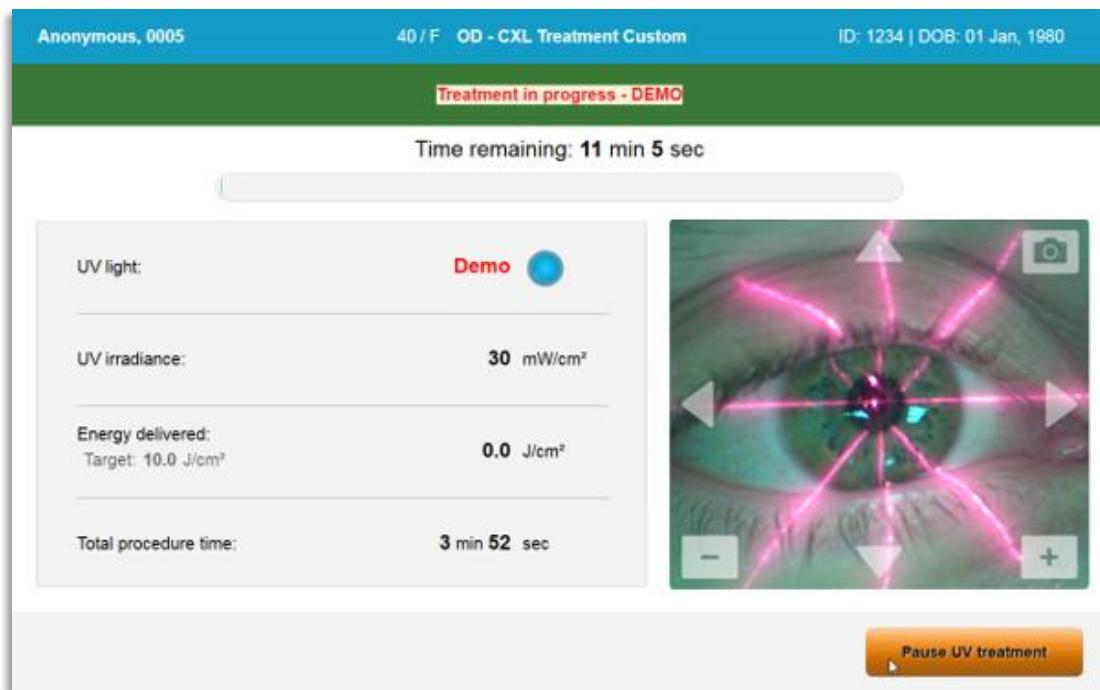 Anonymous, 0005 40 / F OD - CXL Treatment Custom ID: 1234 | DOB: 01 Jan, 1980
Treatment in progress - DEMO
Time remaining: 11 min 5 sec
UV light: Demo
UV irradiance: 30 mW/cm²
Energy delivered:
Target: 10.0 J/cm² 0.0 J/cm²
Total procedure time: 3 min 52 sec
Pause UV treatment